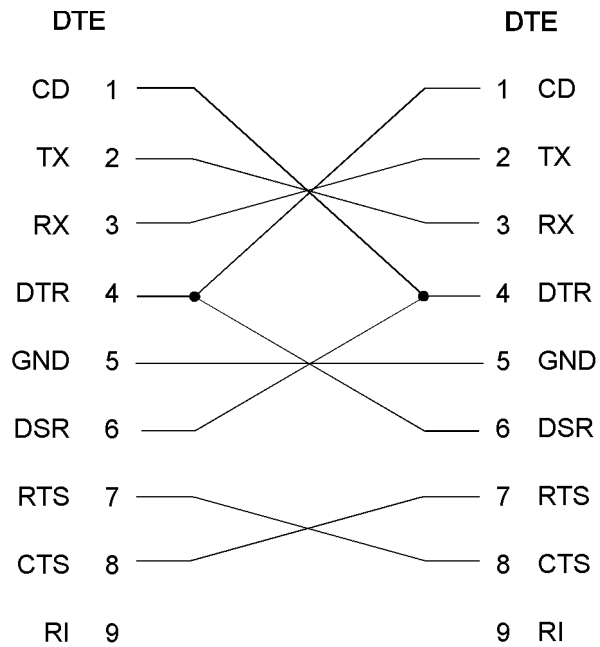 DTE DTE
CD 1 1 CD
TX 2 2 TX
RX 3 3 RX
DTR 4 4 DTR
GND 5 5 GND
DSR 6 6 DSR
RTS 7 7 RTS
CTS 8 8 CTS
RI 9 9 RI